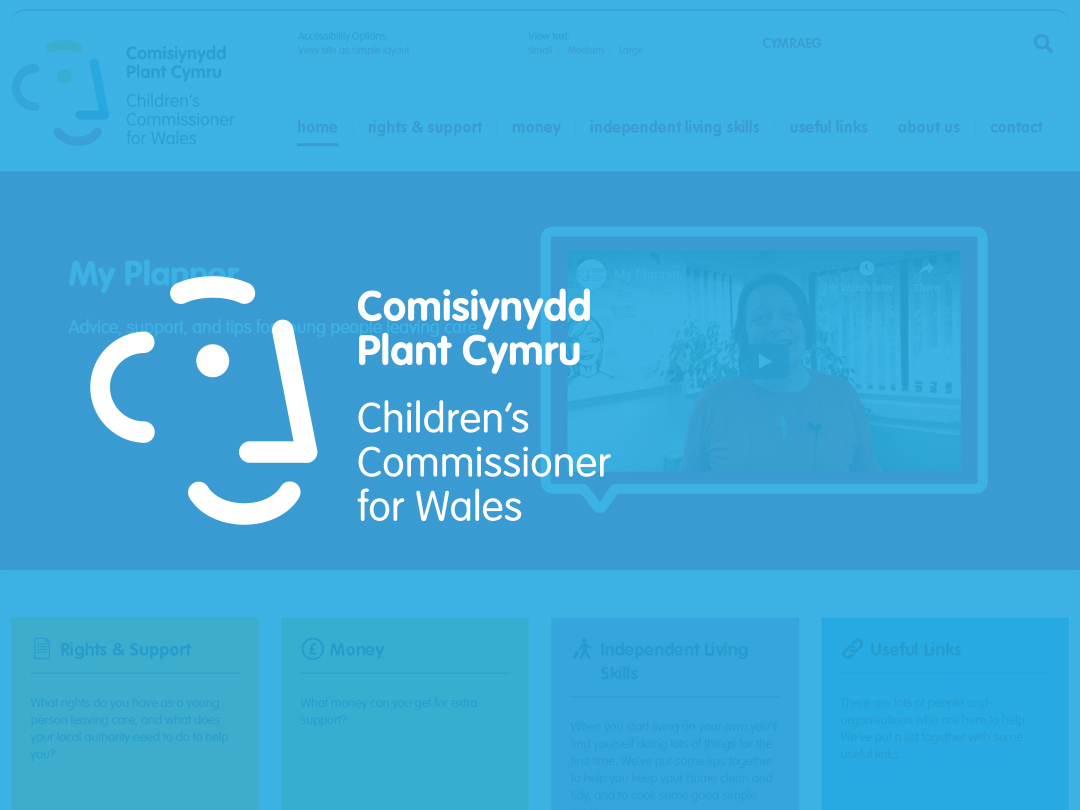 Accessibility Options:
View site as simple layout
View text:
Small Medium Large
CYMRAEG
Comisiynydd
Plant Cymru
Children's
Commissioner
for Wales
home
rights & support
money
independent living skills
useful links
about us
contact
My Planner
Advice, support, and tips for young people leaving care
My Planner
Watch later
Share
Comisiynydd
Plant Cymru
Children's
Commissioner
for Wales
Rights & Support
What rights do you have as a young
person leaving care, and what does
your local authority need to do to help
you?
Money
What money can you get for extra
support?
Independent Living
Skills
When you start living on your own you'll
find yourself doing lots of things for the
first time. We've put some tips together
to help you keep your home clean and
tidy, and to cook some good simple
Useful Links
There are lots of people and
organisations who are here to help.
We've put a list together with some
useful links.